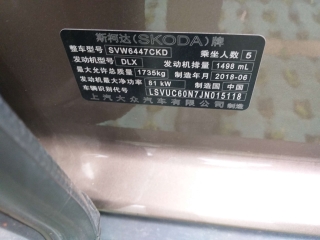 斯柯达(SKODA)牌
整车型号 SVW6447CKD 乘坐人数 5
发动机型号 DLX 发动机排量 1498 mL
最大允许总质量 1735kg 制造年月 2018-06
发动机最大净功率 81 kW 制造国 中国
车辆识别代号 LSVUC60N7JN015118
上汽大众汽车有限公司 制造